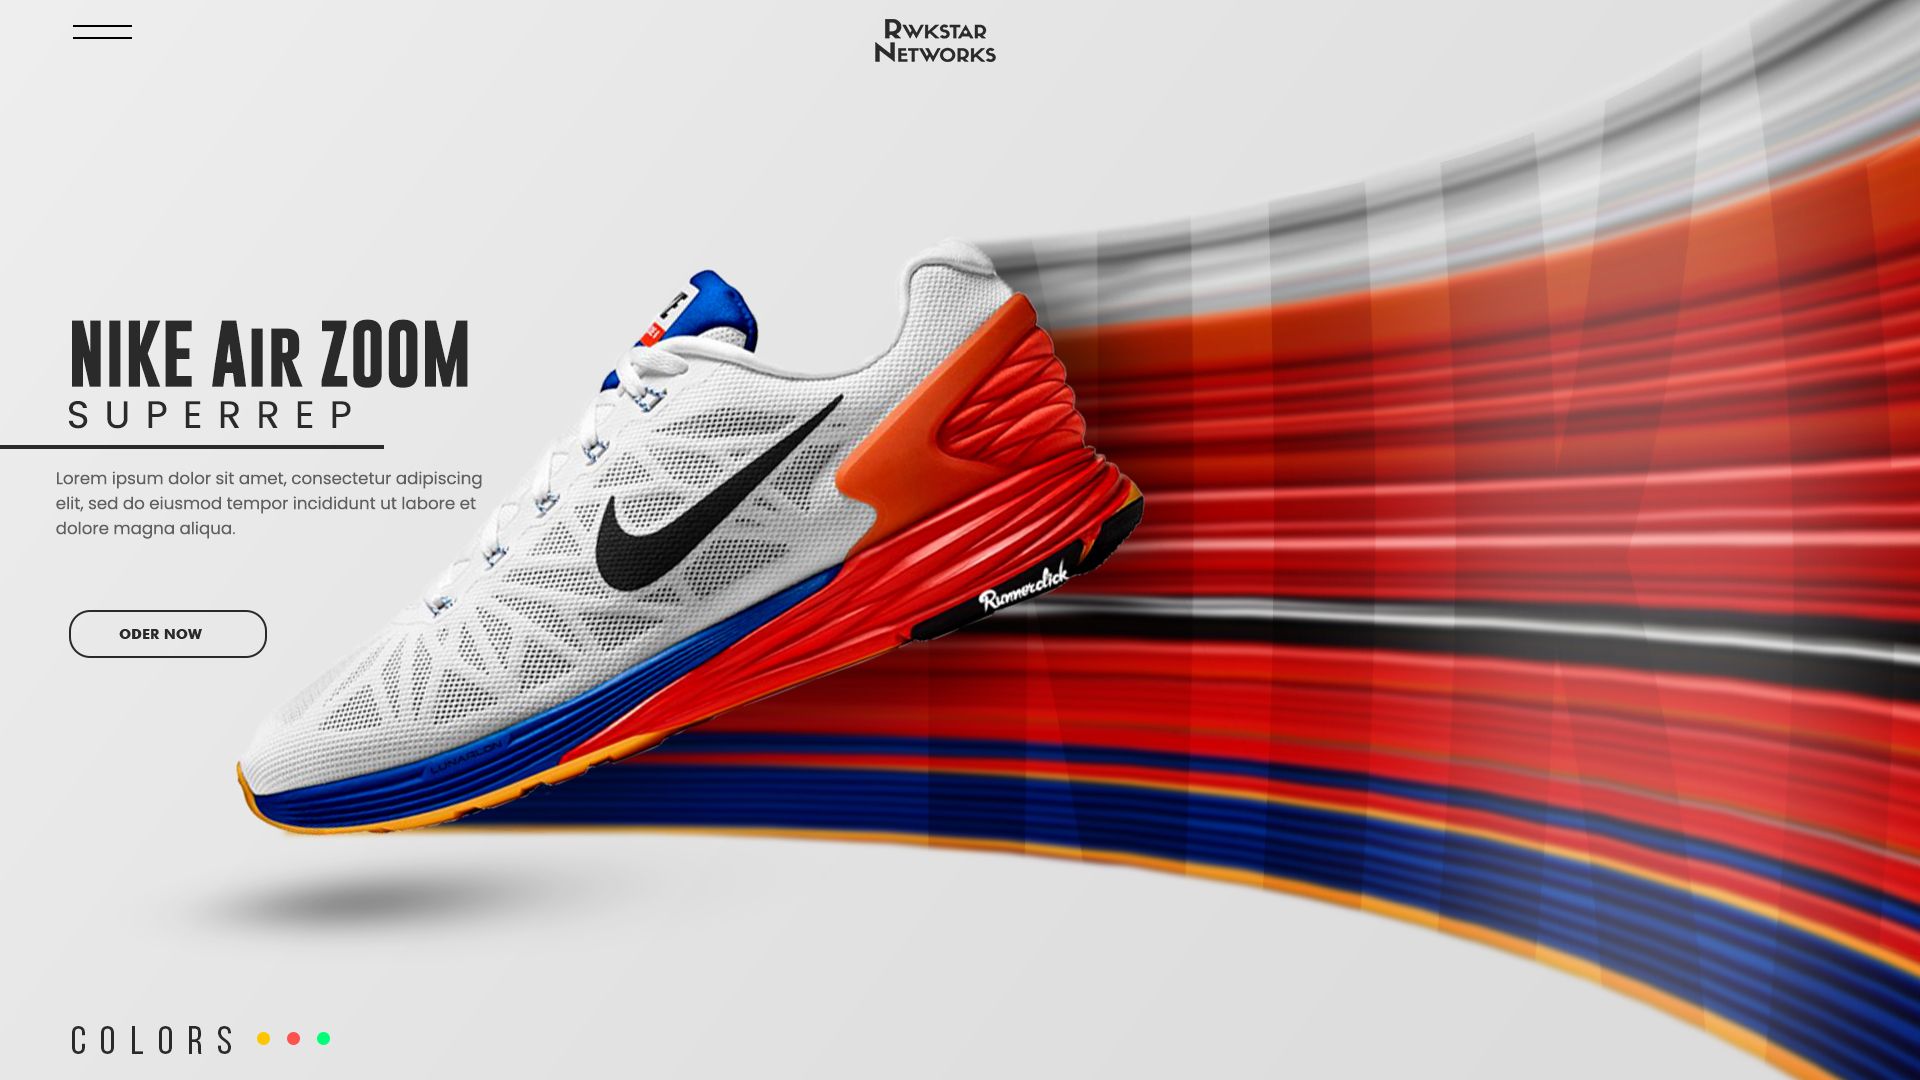 RWKSTAR
NETWORKS
NIKE AIR ZOOM
SUPERREP
Lorem ipsum dolor sit amet, consectetur adipiscing
elit, sed do eiusmod tempor incididunt ut labore et
dolore magna aliqua.
ODER NOW
Runnerclick
LUNARLON
COLORS